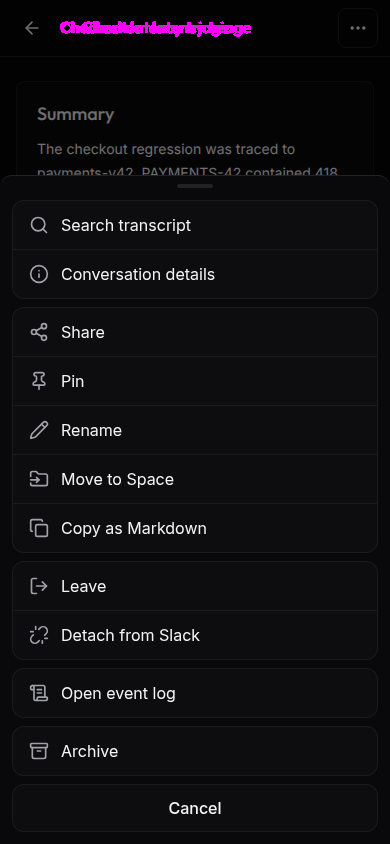 Summary
The checkout regression was traced to
payments-v42. PAYMENTS-42 contained 418
Search transcript
Conversation details
Share
Pin
Rename
Move to Space
Copy as Markdown
Leave
Detach from Slack
Open event log
Archive
Cancel